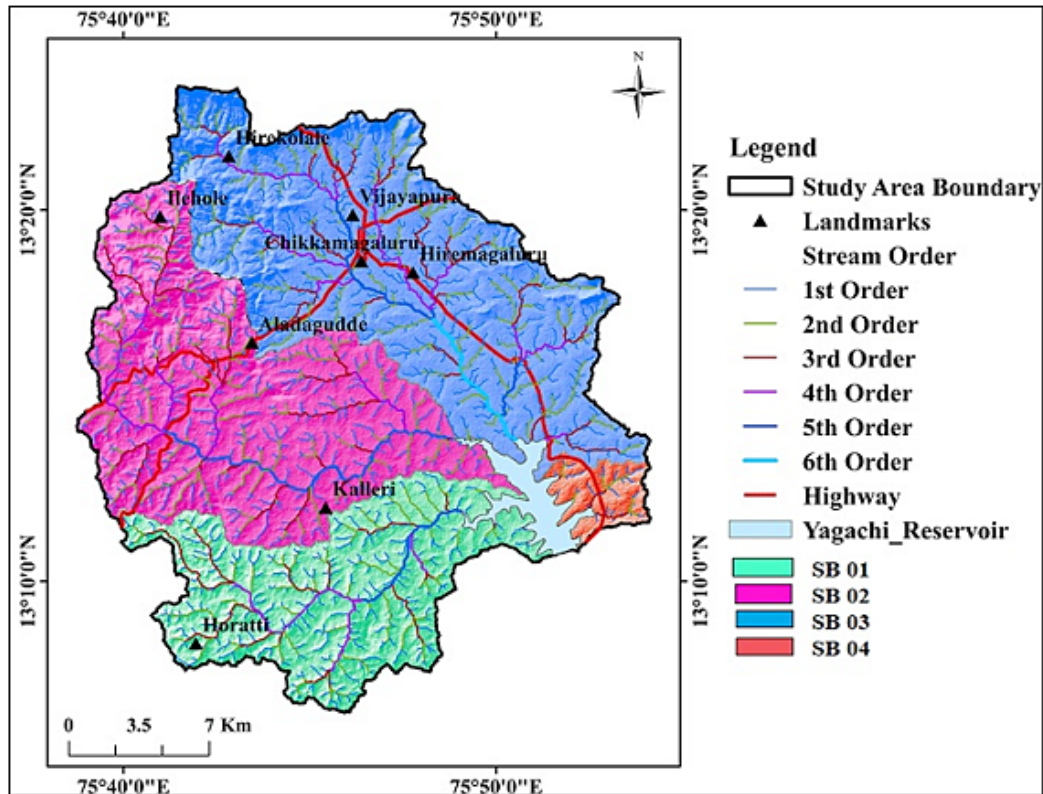 75°40'0"E 75°50'0"E
N
13°20'0"N
13°10'0"N
Hirekolale
Ilehole
Vijayapura
Chikkamagaluru
Hiremagaluru
Aladagudde
Kalleri
Horatti
0 3.5 7 Km
75°40'0"E 75°50'0"E
13°20'0"N
13°10'0"N
Legend
Study Area Boundary
Landmarks
Stream Order
1st Order
2nd Order
3rd Order
4th Order
5th Order
6th Order
Highway
Yagachi_Reservoir
SB 01
SB 02
SB 03
SB 04